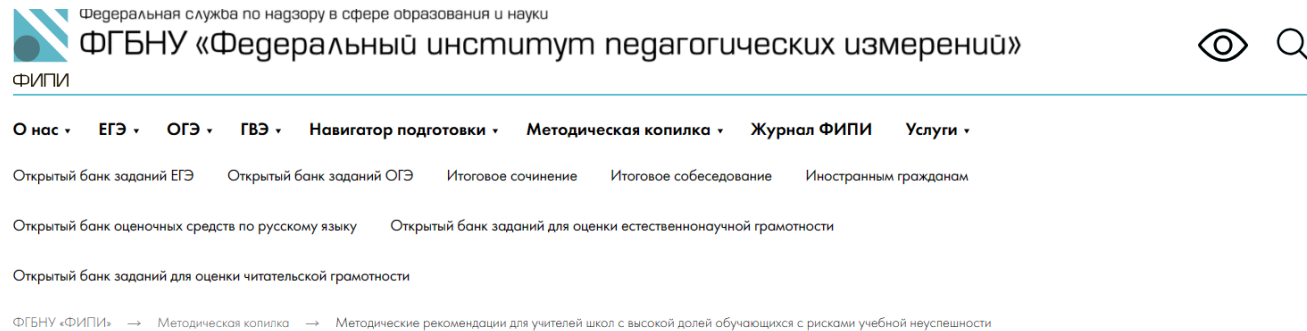 Федеральная служба по надзору в сфере образования и науки
ФГБНУ «Федеральный институт педагогических измерений»
ФИПИ
О нас ЕГЭ ОГЭ ГВЭ Навигатор подготовки Методическая копилка Журнал ФИПИ Услуги
Открытый банк заданий ЕГЭ Открытый банк заданий ОГЭ Итоговое сочинение Итоговое собеседование Иностранным гражданам
Открытый банк оценочных средств по русскому языку Открытый банк заданий для оценки естественнонаучной грамотности
Открытый банк заданий для оценки читательской грамотности
ФГБНУ «ФИПИ» → Методическая копилка → Методические рекомендации для учителей школ с высокой долей обучающихся с рисками учебной неуспешности